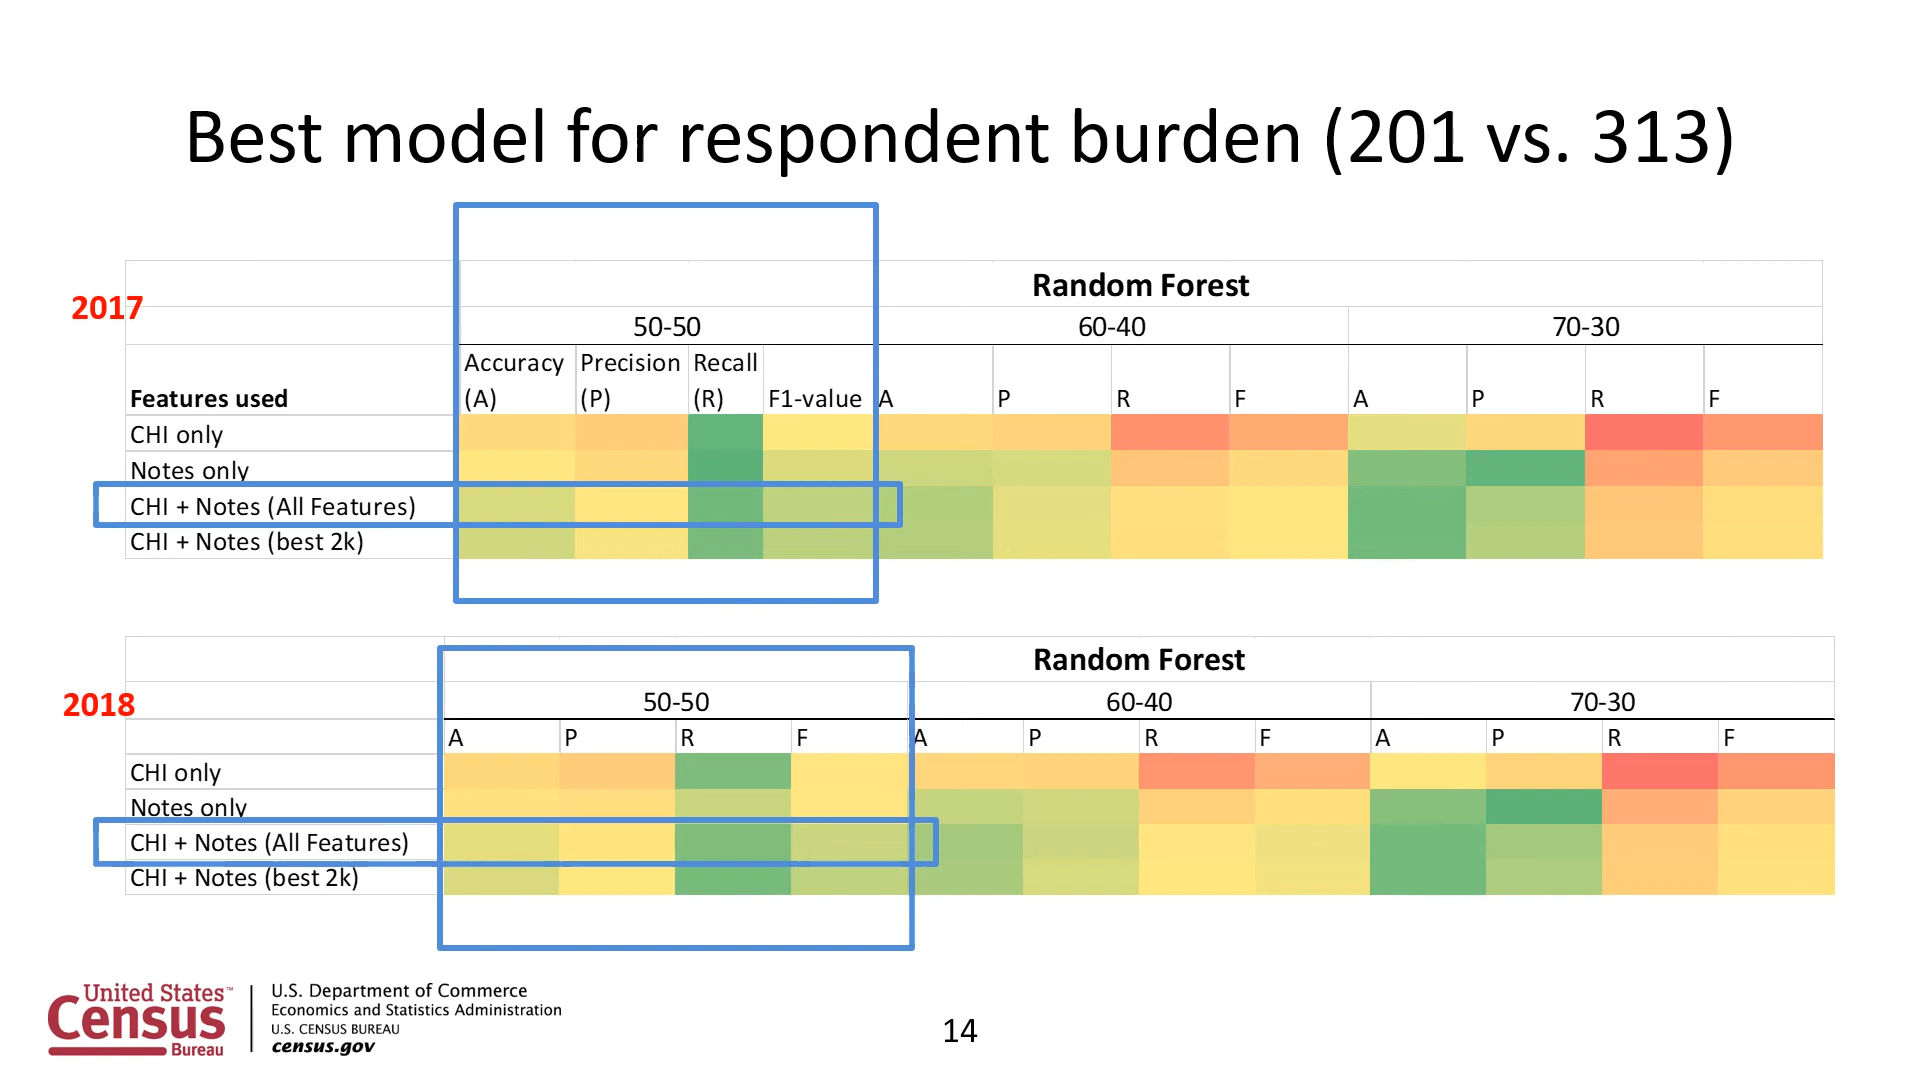 Best model for respondent burden (201 vs. 313)
2017
Random Forest
50-50 60-40 70-30
Features used Accuracy (A) Precision (P) Recall (R) F1-value A P R F A P R F
CHI only
Notes only
CHI + Notes (All Features)
CHI + Notes (best 2k)
2018
Random Forest
50-50 60-40 70-30
A P R F A P R F A P R F
CHI only
Notes only
CHI + Notes (All Features)
CHI + Notes (best 2k)
United States™
Census
Bureau
U.S. Department of Commerce
Economics and Statistics Administration
U.S. CENSUS BUREAU
census.gov
14